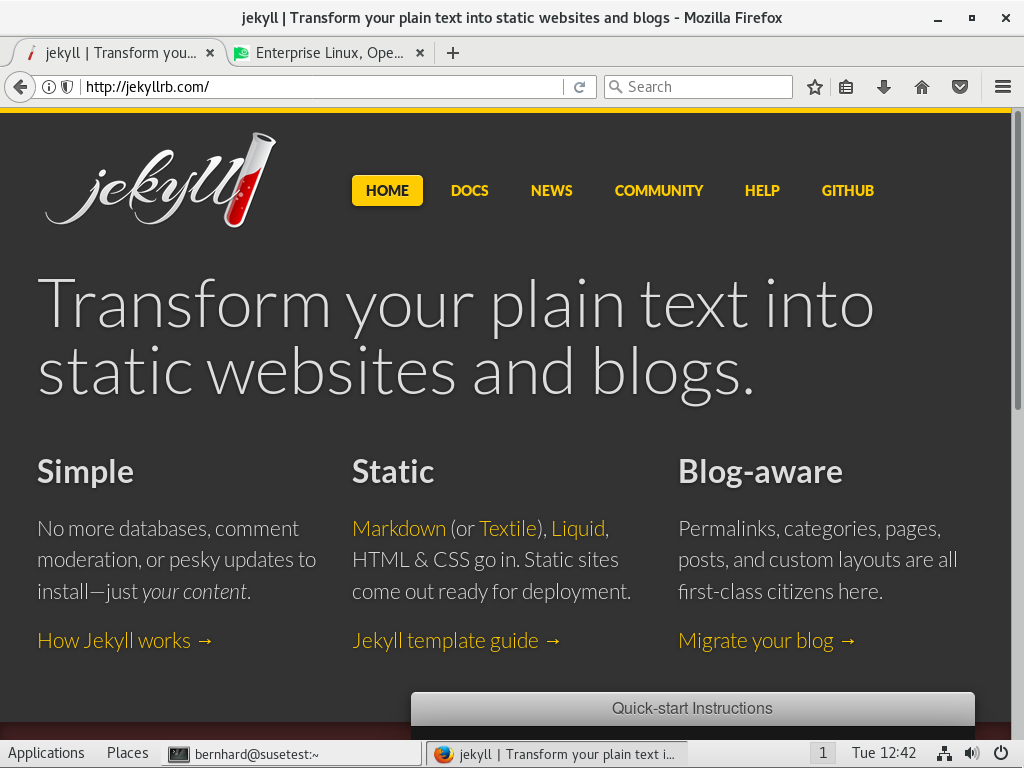 jekyll | Transform your plain text into static websites and blogs - Mozilla Firefox
jekyll | Transform you...
Enterprise Linux, Ope...
http://jekyllrb.com/
Search
jekyll
HOME
DOCS
NEWS
COMMUNITY
HELP
GITHUB
Transform your plain text into
static websites and blogs.
Simple
No more databases, comment
moderation, or pesky updates to
install—just your content.
How Jekyll works →
Static
Markdown (or Textile), Liquid,
HTML & CSS go in. Static sites
come out ready for deployment.
Jekyll template guide →
Blog-aware
Permalinks, categories, pages,
posts, and custom layouts are all
first-class citizens here.
Migrate your blog →
Quick-start Instructions
Applications
Places
bernhard@susetest:~
jekyll | Transform your plain text i...
1
Tue 12:42